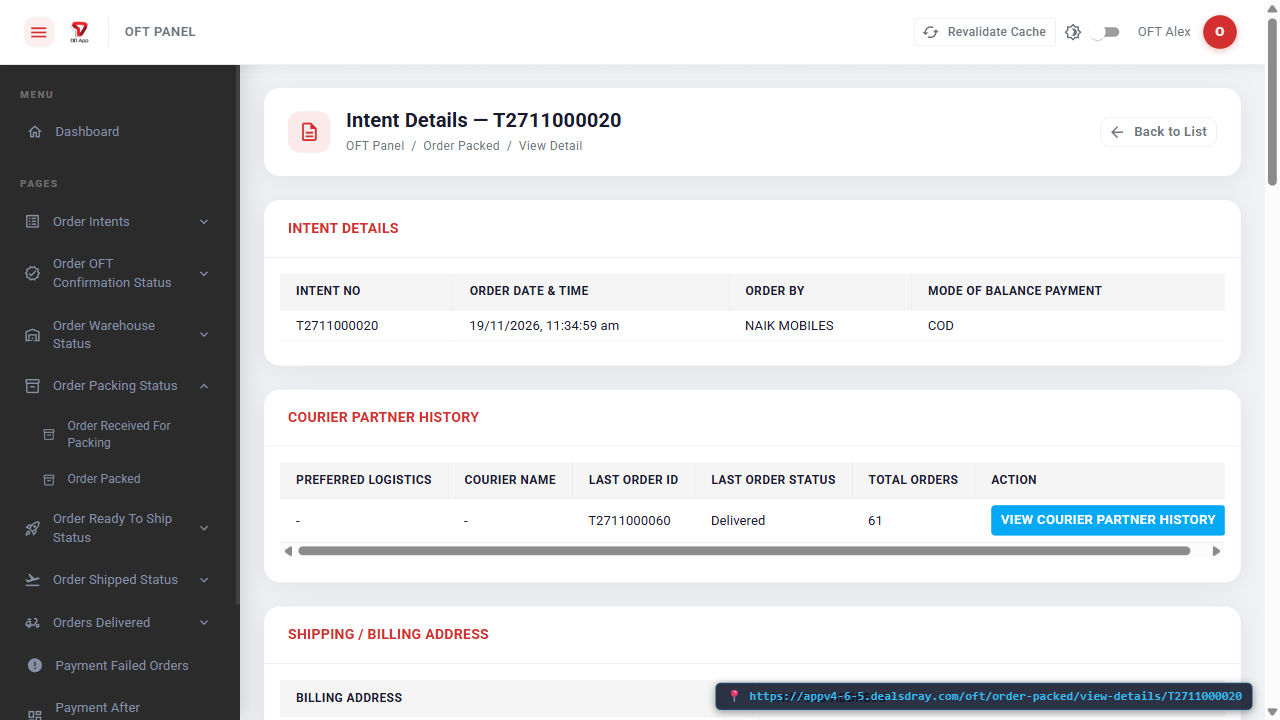 DD App
OFT PANEL
Revalidate Cache
OFT Alex
O
MENU
Dashboard
PAGES
Order Intents
Order OFT
Confirmation Status
Order Warehouse
Status
Order Packing Status
Order Received For
Packing
Order Packed
Order Ready To Ship
Status
Order Shipped Status
Orders Delivered
Payment Failed Orders
Payment After
Intent Details — T2711000020
OFT Panel / Order Packed / View Detail
Back to List
INTENT DETAILS
INTENT NO ORDER DATE & TIME ORDER BY MODE OF BALANCE PAYMENT
T2711000020 19/11/2026, 11:34:59 am NAIK MOBILES COD
COURIER PARTNER HISTORY
PREFERRED LOGISTICS COURIER NAME LAST ORDER ID LAST ORDER STATUS TOTAL ORDERS ACTION
- - T2711000060 Delivered 61 VIEW COURIER PARTNER HISTORY
SHIPPING / BILLING ADDRESS
BILLING ADDRESS
https://appv4-6-5.dealsdray.com/oft/order-packed/view-details/T2711000020